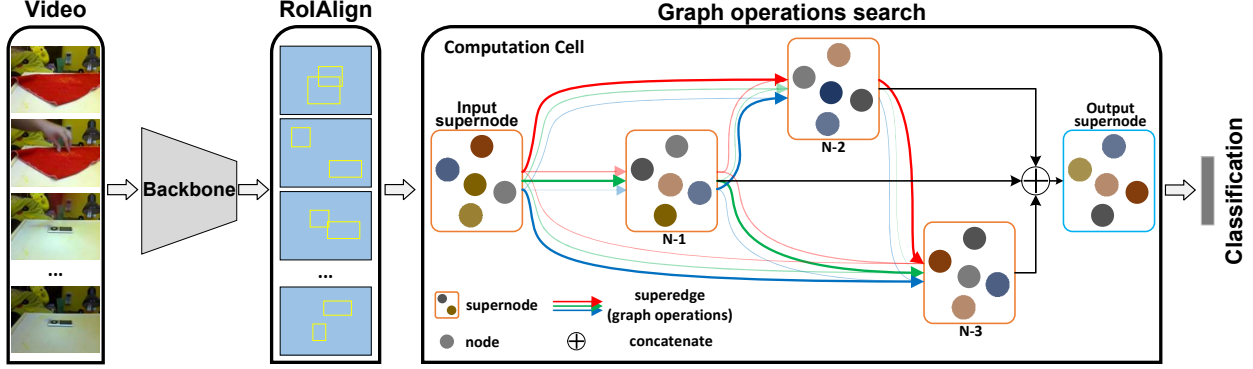 Video
RoIAlign
Graph operations search
Computation Cell
Input
supernode
Backbone
N-1
N-2
N-3
Output
supernode
Classification
...
...
supernode
superedge
(graph operations)
node
concatenate